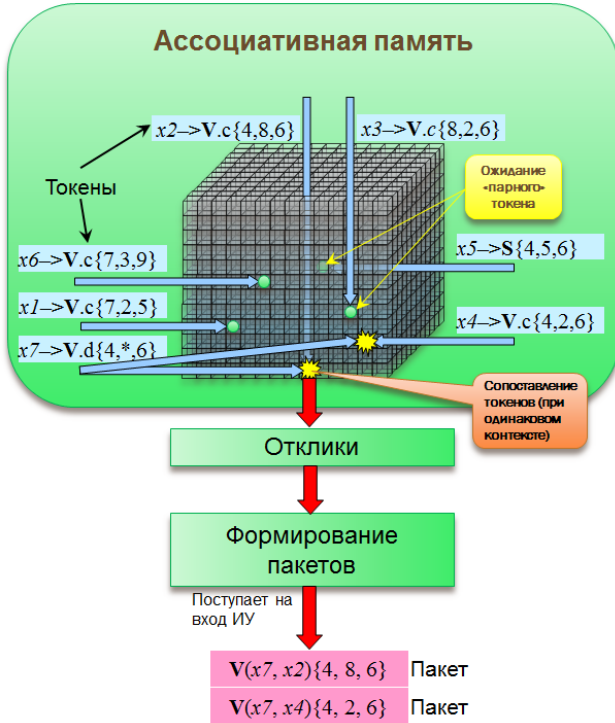 Ассоциативная память
x2–>V.c{4,8,6}
x3–>V.c{8,2,6}
Токены
Ожидание
«парного»
токена
x6–>V.c{7,3,9}
x5–>S{4,5,6}
x1–>V.c{7,2,5}
x4–>V.c{4,2,6}
x7–>V.d{4,*,6}
Сопоставление
токенов (при
одинаковом
контексте)
Отклики
Формирование
пакетов
Поступает на
вход ИУ
V(x7, x2){4, 8, 6} Пакет
V(x7, x4){4, 2, 6} Пакет